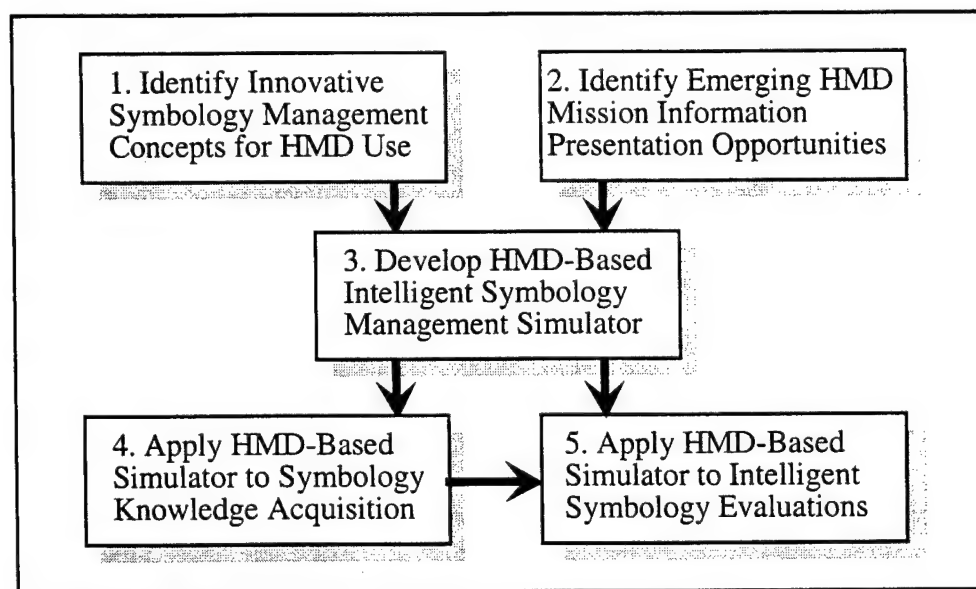 1. Identify Innovative
Symbology Management
Concepts for HMD Use
2. Identify Emerging HMD
Mission Information
Presentation Opportunities
3. Develop HMD-Based
Intelligent Symbology
Management Simulator
4. Apply HMD-Based
Simulator to Symbology
Knowledge Acquisition
5. Apply HMD-Based
Simulator to Intelligent
Symbology Evaluations